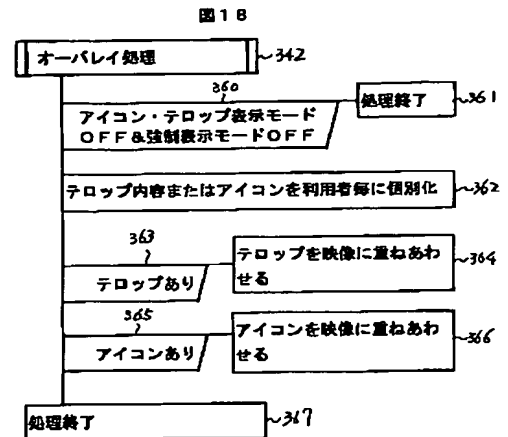 図18
オーバレイ処理
342
360
アイコン・テロップ表示モード
OFF&強制表示モードOFF
処理終了
361
テロップ内容またはアイコンを利用者毎に個別化
362
363
テロップあり
テロップを映像に重ねあわ
せる
364
365
アイコンあり
アイコンを映像に重ねあわ
せる
366
処理終了
367